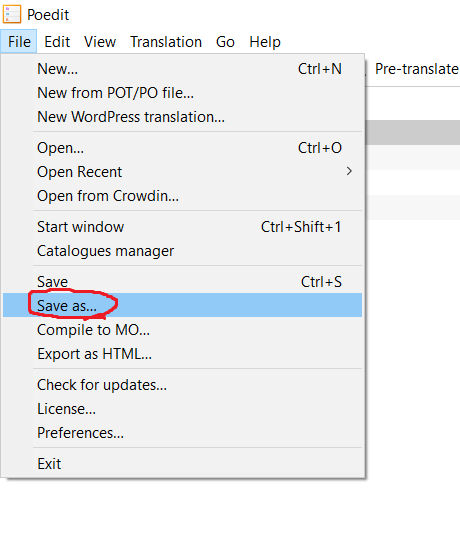 Poedit
File Edit View Translation Go Help
New... Ctrl+N
Pre-translate
New from POT/PO file...
New WordPress translation...
Open... Ctrl+O
Open Recent
Open from Crowdin...
Start window Ctrl+Shift+1
Catalogues manager
Save Ctrl+S
Save as...
Compile to MO...
Export as HTML...
Check for updates...
License...
Preferences...
Exit